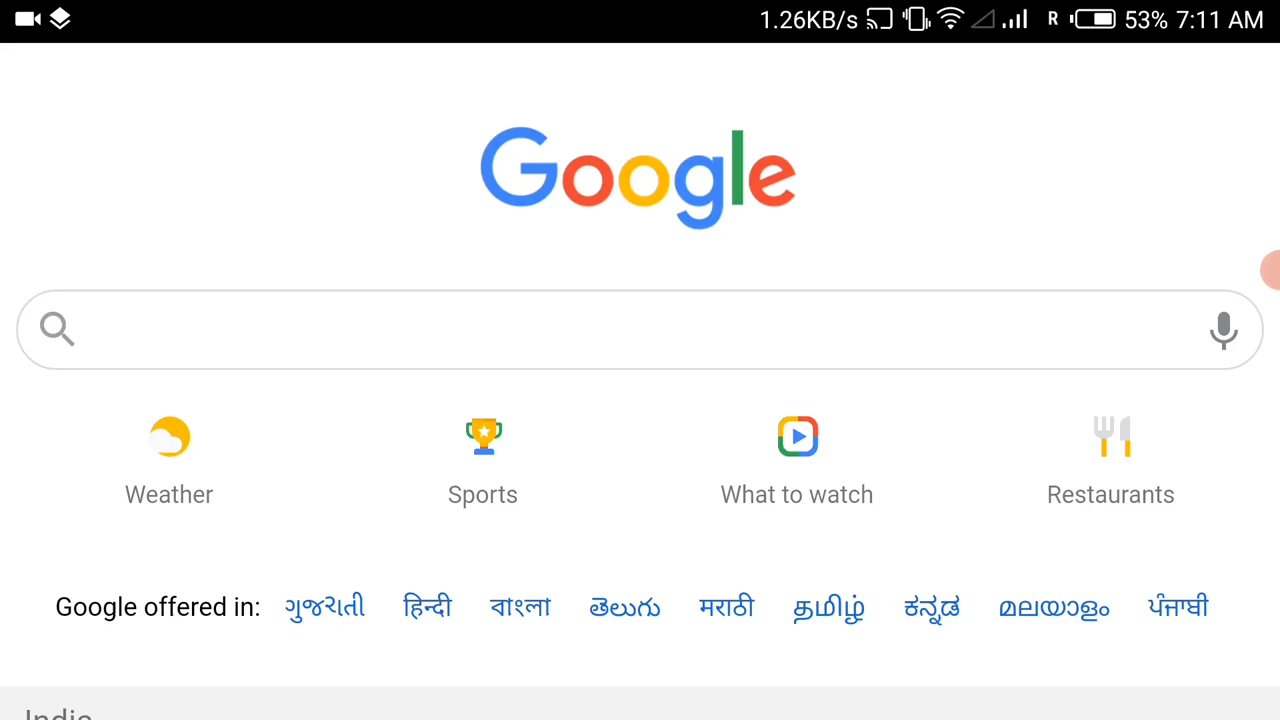 1.26KB/s R 53% 7:11 AM
Google
Weather Sports What to watch Restaurants
Google offered in: ગુજરાતી हिन्दी বাংলা తెలుగు मराठी தமிழ் ಕನ್ನಡ മലയാളം ਪੰਜਾਬੀ
India